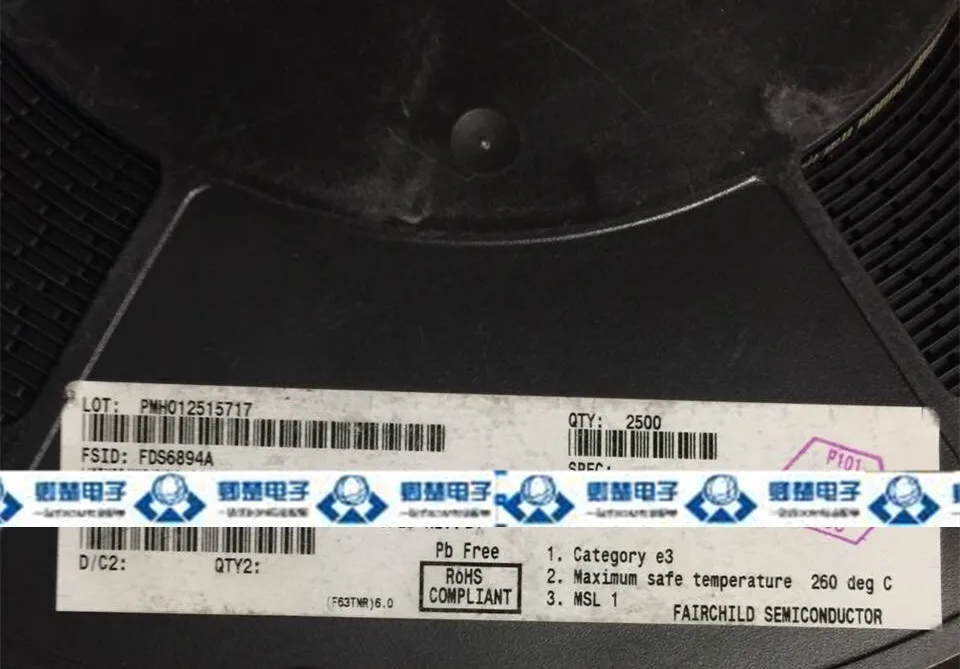 LOT: PMH012515717
QTY: 2500
FSID: FDS6894A
SPEC:
P101
D/C2: QTY2:
Pb Free
RoHS
COMPLIANT
1. Category e3
2. Maximum safe temperature 260 deg C
3. MSL 1
(F63TNR)6.0
FAIRCHILD SEMICONDUCTOR